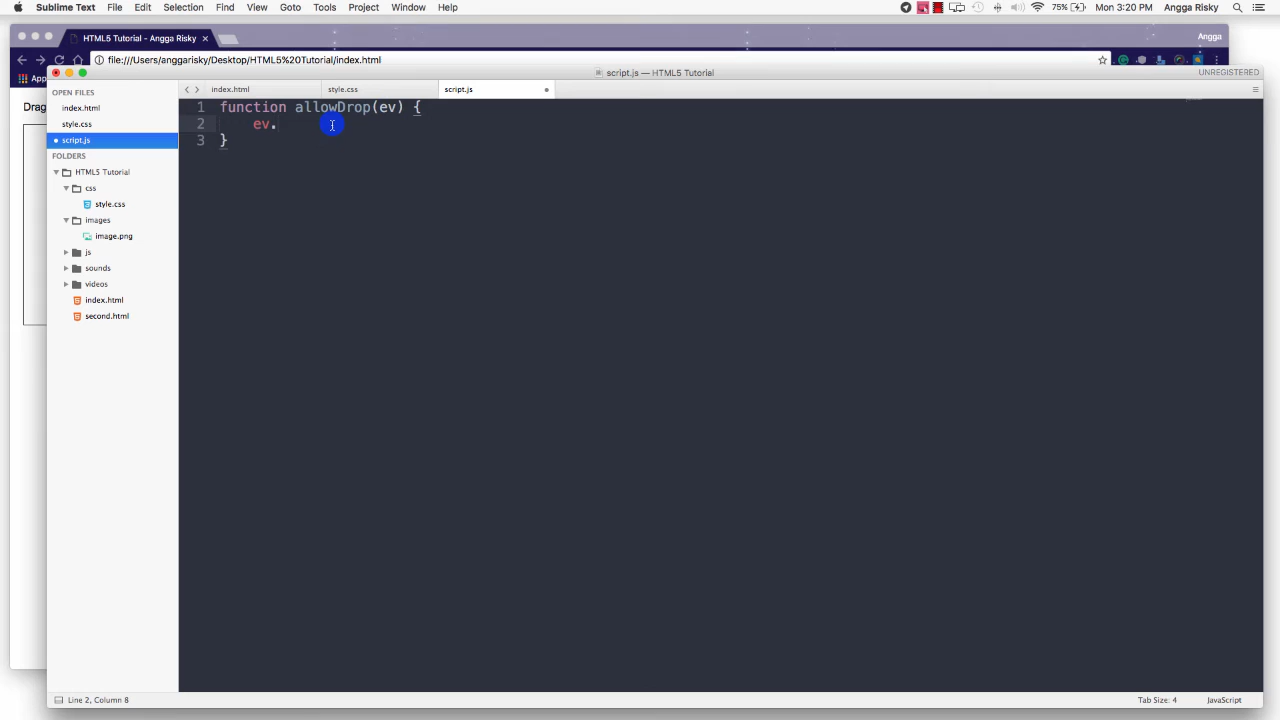 Sublime Text File Edit Selection Find View Goto Tools Project Window Help 75% Mon 3:20 PM Angga Risky
HTML5 Tutorial - Angga Risky Angga
file:///Users/anggarisky/Desktop/HTML5%20Tutorial/index.html
script.js — HTML5 Tutorial UNREGISTERED
App
OPEN FILES index.html style.css script.js
Drag index.html 1 function allowDrop(ev) {
style.css 2 ev.
script.js 3 }
FOLDERS
HTML5 Tutorial
css
style.css
images
image.png
js
sounds
videos
index.html
second.html
Line 2, Column 8 Tab Size: 4 JavaScript